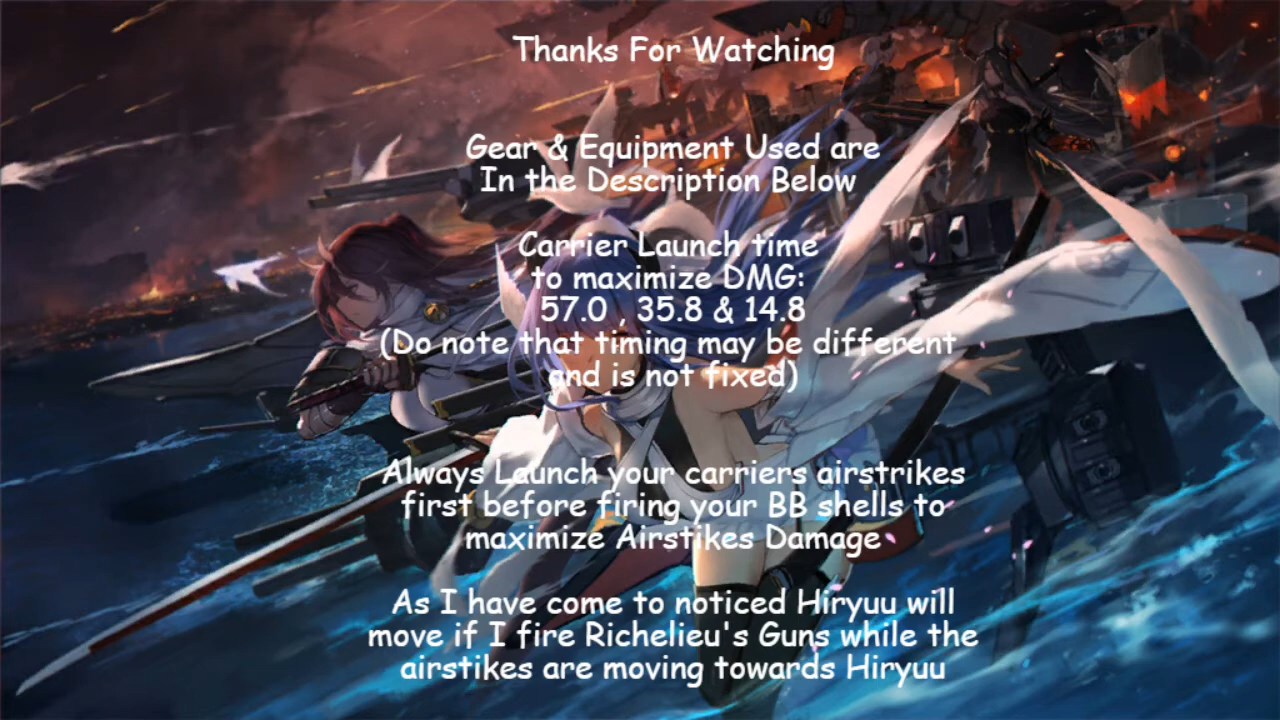 Thanks For Watching
Gear & Equipment Used are
In the Description Below
Carrier Launch time
to maximize DMG:
57.0 , 35.8 & 14.8
(Do note that timing may be different
and is not fixed)
Always Launch your carriers airstrikes
first before firing your BB shells to
maximize Airstikes Damage
As I have come to noticed Hiryuu will
move if I fire Richelieu's Guns while the
airstikes are moving towards Hiryuu